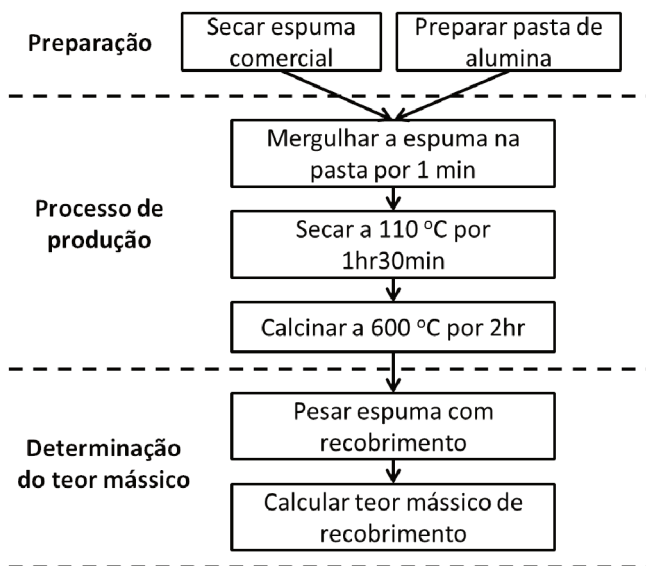 Preparação
Secar espuma
comercial
Preparar pasta de
alumina
Mergulhar a espuma na
pasta por 1 min
Processo de
produção
Secar a 110 ºC por
1hr30min
Calcinar a 600 ºC por 2hr
Pesar espuma com
recobrimento
Determinação
do teor mássico
Calcular teor mássico de
recobrimento